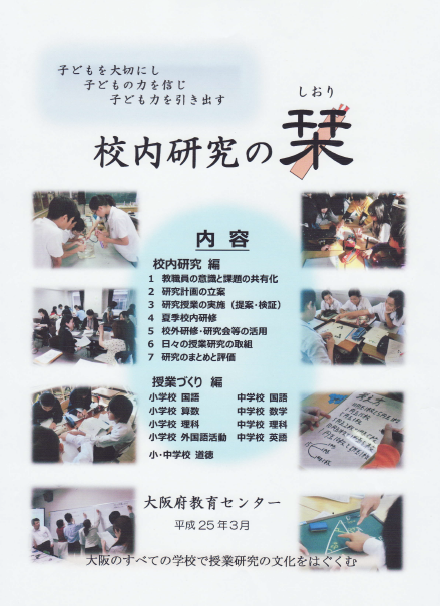 子どもを大切にし
子どもの力を信じ
子ども力を引き出す
しおり
校内研究の栞
内 容
校内研究 編
1 教職員の意識と課題の共有化
2 研究計画の立案
3 研究授業の実施（提案・検証）
4 夏季校内研修
5 校外研修・研究会等の活用
6 日々の授業研究の取組
7 研究のまとめと評価
授業づくり 編
小学校 国語 中学校 国語
小学校 算数 中学校 数学
小学校 理科 中学校 理科
小学校 外国語活動 中学校 英語
小・中学校 道徳
大阪府教育センター
平成25年3月
大阪のすべての学校で授業研究の文化をはぐくむ